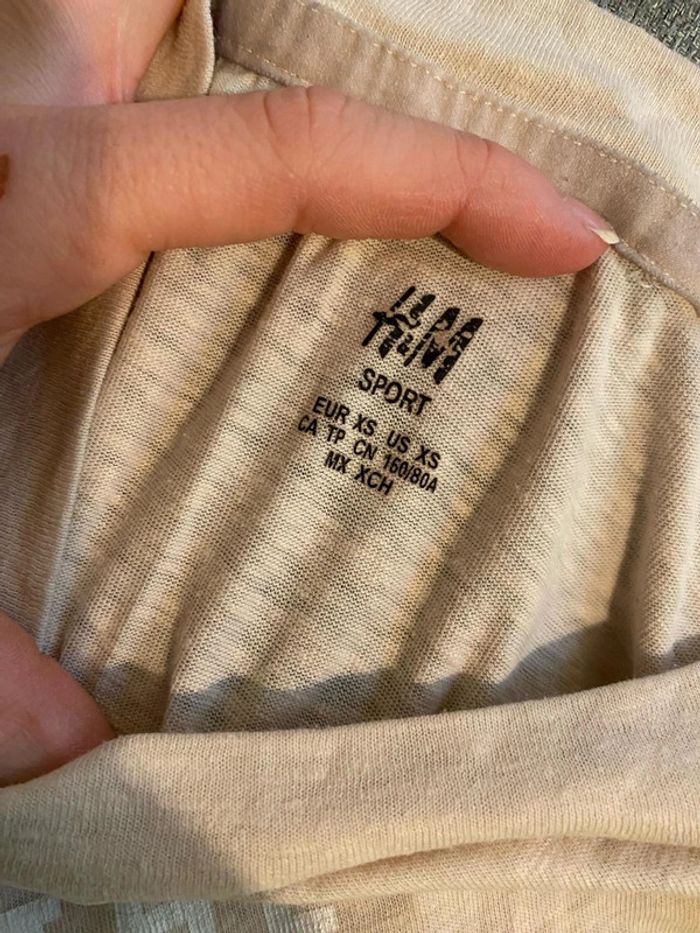 H&M
SPORT
EUR XS US XS
CA TP CN 160/80A
MX XCH